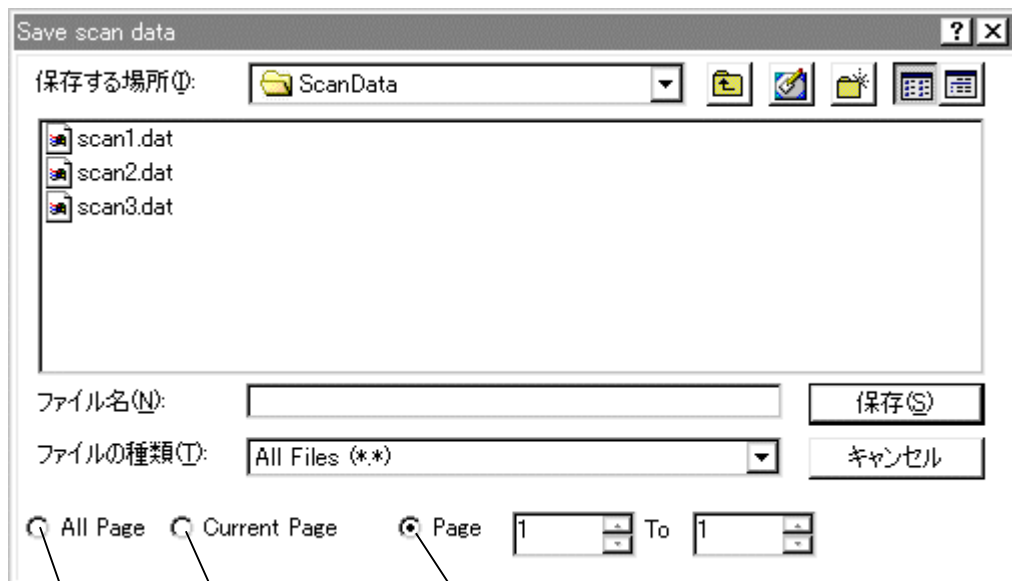 Save scan data
保存する場所(I):
ScanData
scan1.dat
scan2.dat
scan3.dat
ファイル名(N):
保存(S)
ファイルの種類(T):
All Files (*.*)
キャンセル
All Page Current Page Page 1 To 1